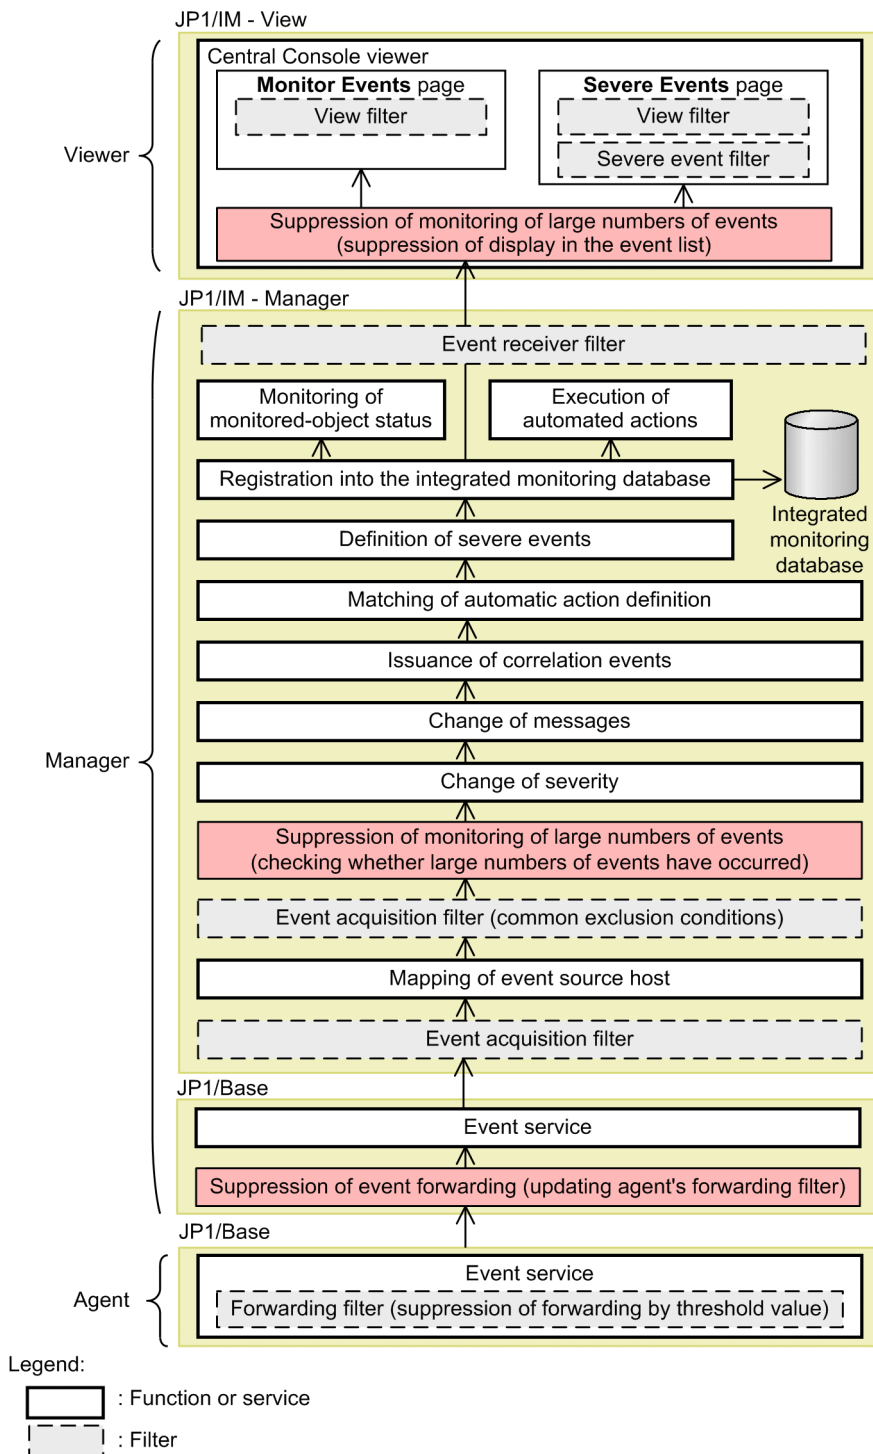 JP1/IM - View
Central Console viewer
Monitor Events page
View filter
Severe Events page
View filter
Severe event filter
Viewer
Suppression of monitoring of large numbers of events
(suppression of display in the event list)
JP1/IM - Manager
Event receiver filter
Monitoring of
monitored-object status
Execution of
automated actions
Registration into the integrated monitoring database
Integrated
monitoring
database
Definition of severe events
Matching of automatic action definition
Issuance of correlation events
Change of messages
Manager
Change of severity
Suppression of monitoring of large numbers of events
(checking whether large numbers of events have occurred)
Event acquisition filter (common exclusion conditions)
Mapping of event source host
Event acquisition filter
JP1/Base
Event service
Suppression of event forwarding (updating agent's forwarding filter)
JP1/Base
Agent
Event service
Forwarding filter (suppression of forwarding by threshold value)
Legend:
: Function or service
: Filter